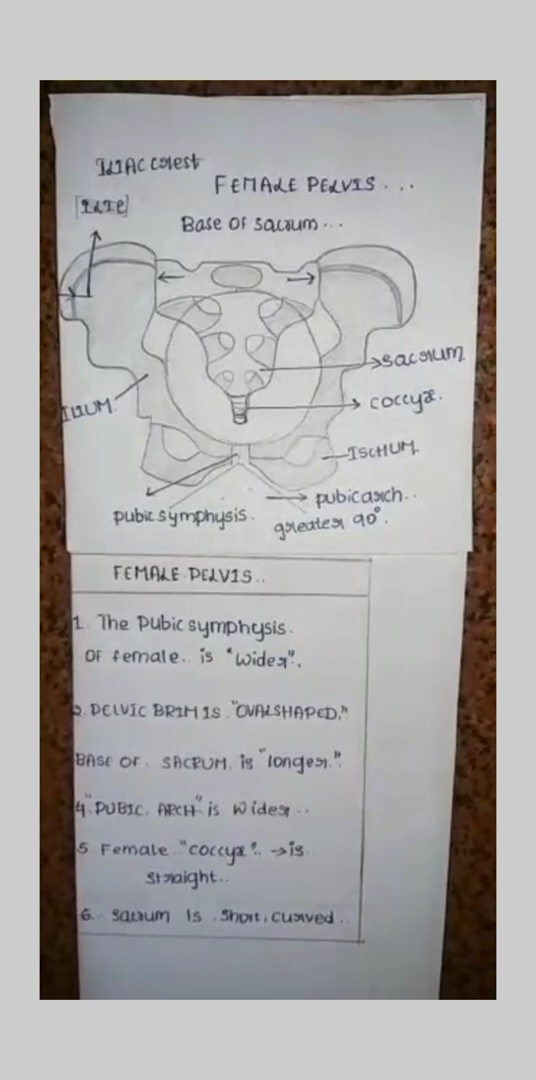 ILIAC crest
FEMALE PELVIS ...
Base of sacrum ...
sacrum.
coccyx.
ILIUM.
ISCHUM.
pubic arch..
pubic symphysis.
greater 90°.
FEMALE PELVIS..
1. The Pubic symphysis.
OF female.. is "wider".
2. PELVIC BRIM IS "OVALSHAPED."
BASE OF. SACRUM. is "longer."
4 "PUBIC. ARCH" is wider ..
5. Female "coccyx".. →is
straight..
6. Sacrum Is short, curved..